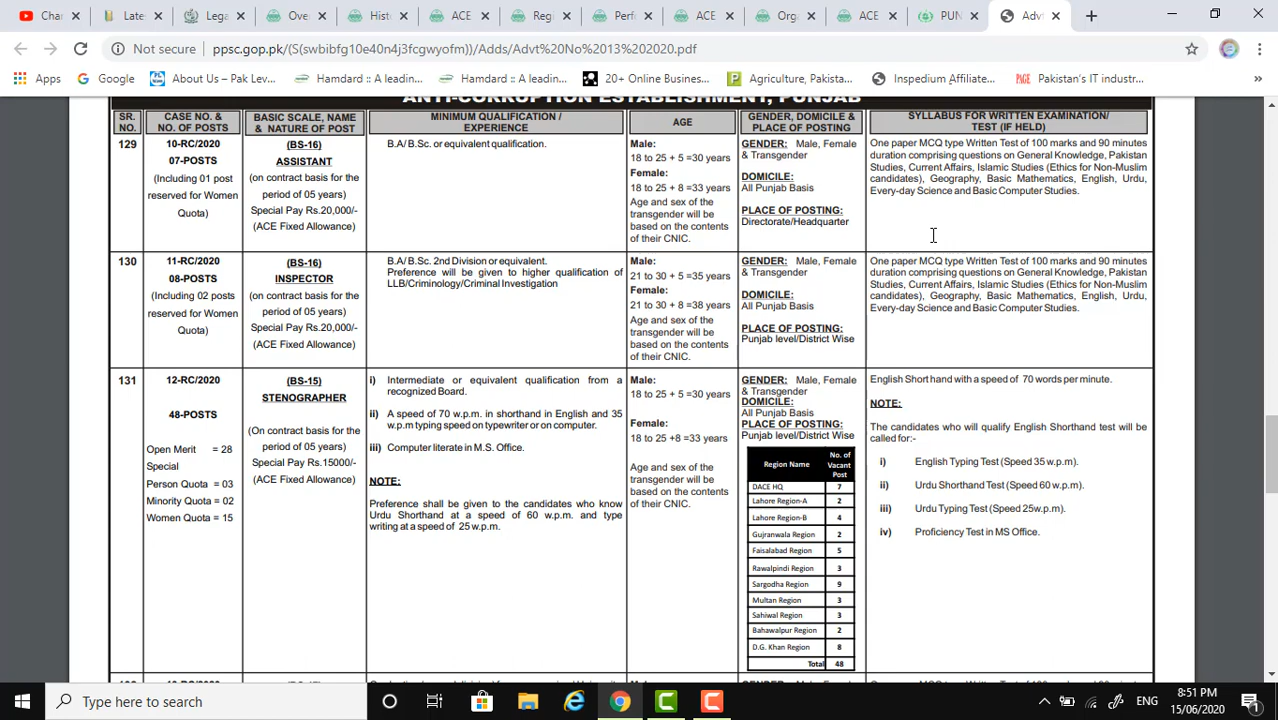 Char
Late
Lega
Ove
Hist
ACE
Reg
Perf
ACE
Org
ACE
PUN
Advt
Not secure
ppsc.gop.pk/(S(swbibfg10e40n4j3fcgwyofm))/Adds/Advt%20No%2013%202020.pdf
Apps
Google
About Us – Pak Lev...
Hamdard :: A leadin...
Hamdard :: A leadin...
20+ Online Busines...
Agriculture, Pakista...
Inspedium Affiliate...
Pakistan's IT industr...
ANTI-CORRUPTION ESTABLISHMENT, PUNJAB
SR. NO.
CASE NO. &
NO. OF POSTS
BASIC SCALE, NAME
& NATURE OF POST
MINIMUM QUALIFICATION /
EXPERIENCE
AGE
GENDER, DOMICILE &
PLACE OF POSTING
SYLLABUS FOR WRITTEN EXAMINATION/
TEST (IF HELD)
129
10-RC/2020
07-POSTS
(Including 01 post
reserved for Women
Quota)
(BS-16)
ASSISTANT
(on contract basis for the
period of 05 years)
Special Pay Rs.20,000/-
(ACE Fixed Allowance)
B.A/ B.Sc. or equivalent qualification.
Male:
18 to 25 + 5 =30 years
Female:
18 to 25 + 8 =33 years
Age and sex of the
transgender will be
based on the contents
of their CNIC.
GENDER: Male, Female
& Transgender
DOMICILE:
All Punjab Basis
PLACE OF POSTING:
Directorate/Headquarter
One paper MCQ type Written Test of 100 marks and 90 minutes
duration comprising questions on General Knowledge, Pakistan
Studies, Current Affairs, Islamic Studies (Ethics for Non-Muslim
candidates), Geography, Basic Mathematics, English, Urdu,
Every-day Science and Basic Computer Studies.
130
11-RC/2020
08-POSTS
(Including 02 posts
reserved for Women
Quota)
(BS-16)
INSPECTOR
(on contract basis for the
period of 05 years)
Special Pay Rs.20,000/-
(ACE Fixed Allowance)
B.A/ B.Sc. 2nd Division or equivalent.
Preference will be given to higher qualification of
LLB/Criminology/Criminal Investigation
Male:
21 to 30 + 5 =35 years
Female:
21 to 30 + 8 =38 years
Age and sex of the
transgender will be
based on the contents
of their CNIC.
GENDER: Male, Female
& Transgender
DOMICILE:
All Punjab Basis
PLACE OF POSTING:
Punjab level/District Wise
One paper MCQ type Written Test of 100 marks and 90 minutes
duration comprising questions on General Knowledge, Pakistan
Studies, Current Affairs, Islamic Studies (Ethics for Non-Muslim
candidates), Geography, Basic Mathematics, English, Urdu,
Every-day Science and Basic Computer Studies.
131
12-RC/2020
48-POSTS
Open Merit = 28
Special
Person Quota = 03
Minority Quota = 02
Women Quota = 15
(BS-15)
STENOGRAPHER
(On contract basis for the
period of 05 years)
Special Pay Rs.15000/-
(ACE Fixed Allowance)
i) Intermediate or equivalent qualification from a
recognized Board.
ii) A speed of 70 w.p.m. in shorthand in English and 35
w.p.m typing speed on typewriter or on computer.
iii) Computer literate in M.S. Office.
NOTE:
Preference shall be given to the candidates who know
Urdu Shorthand at a speed of 60 w.p.m. and type
writing at a speed of 25 w.p.m.
Male:
18 to 25 +5 =30 years
Female:
18 to 25 +8 =33 years
Age and sex of the
transgender will be
based on the contents
of their CNIC.
GENDER: Male, Female
& Transgender
DOMICILE:
All Punjab Basis
PLACE OF POSTING:
Punjab level/District Wise
Region Name No. of Vacant Post
DACE HQ 7
Lahore Region-A 2
Lahore Region-B 4
Gujranwala Region 2
Faisalabad Region 5
Rawalpindi Region 3
Sargodha Region 9
Multan Region 3
Sahiwal Region 3
Bahawalpur Region 2
D.G. Khan Region 8
Total 48
English Short hand with a speed of 70 words per minute.
NOTE:
The candidates who will qualify English Shorthand test will be
called for:-
i) English Typing Test (Speed 35 w.p.m).
ii) Urdu Shorthand Test (Speed 60 w.p.m).
iii) Urdu Typing Test (Speed 25w.p.m).
iv) Proficiency Test in MS Office.
Type here to search
ENG
8:51 PM
15/06/2020